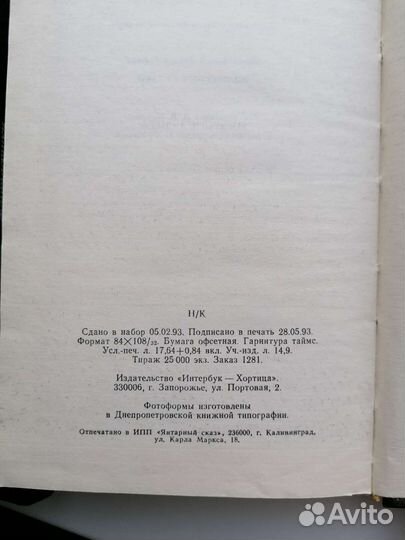 Н/К
Сдано в набор 05.02.93. Подписано в печать 28.05.93.
Формат 84×108/32. Бумага офсетная. Гарнитура таймс.
Усл.-печ. л. 17,64+0,84 вкл. Уч.-изд. л. 14,9.
Тираж 25 000 экз. Заказ 1281.
Издательство «Интербук — Хортица».
330006, г. Запорожье, ул. Портовая, 2.
Фотоформы изготовлены
в Днепропетровской книжной типографии.
Отпечатано в ИПП «Янтарный сказ», 236000, г. Калининград,
ул. Карла Маркса, 18.
Avito